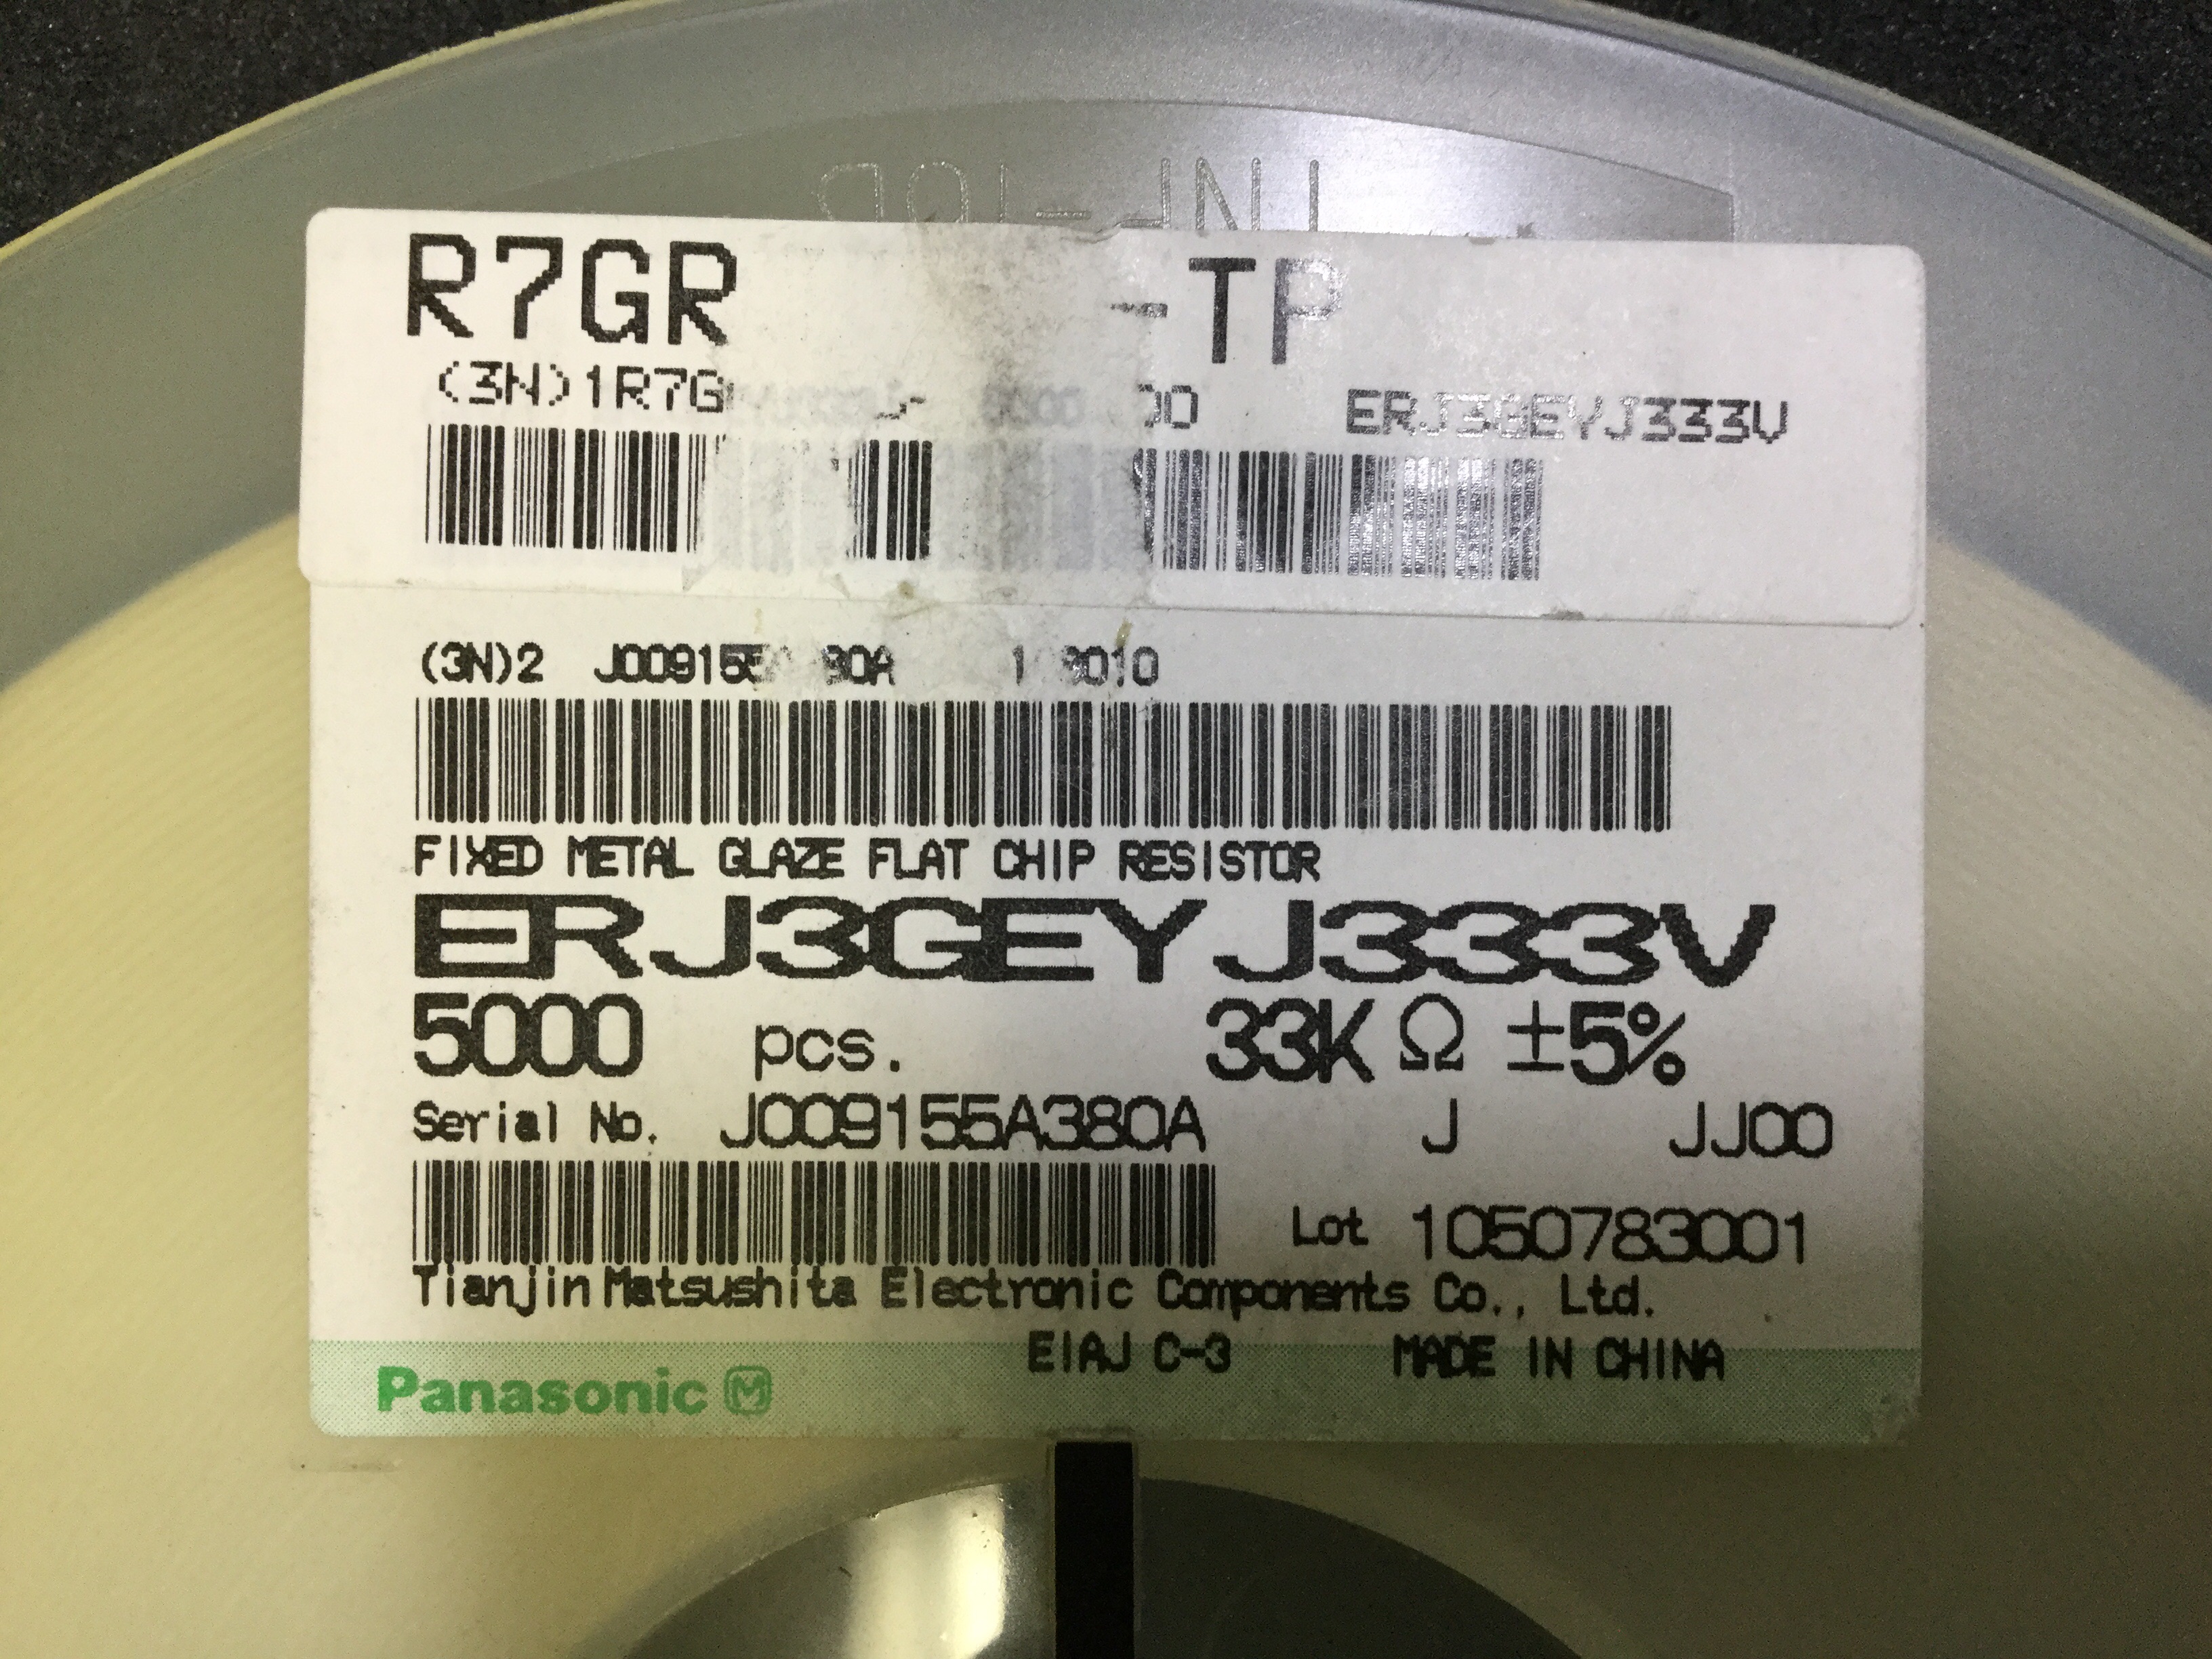 R7GR -TP
(3N)1R7G ERJ3GEYJ333V
(3N)2
FIXED METAL GLAZE FLAT CHIP RESISTOR
ERJ3GEYJ333V
5000 pcs. 33KΩ ±5%
Serial No. J009155A380A J JJ00
Lot 1050783001
Tianjin Matsushita Electronic Components Co., Ltd.
EIAJ C-3 MADE IN CHINA
Panasonic M